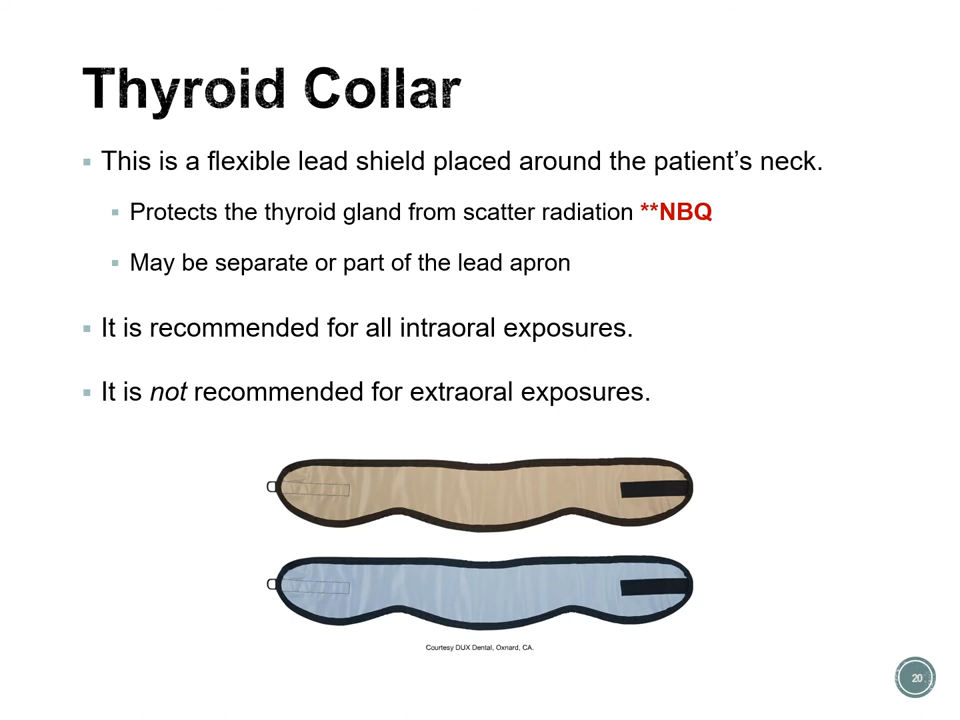 Thyroid Collar
This is a flexible lead shield placed around the patient’s neck.
Protects the thyroid gland from scatter radiation **NBQ
May be separate or part of the lead apron
It is recommended for all intraoral exposures.
It is not recommended for extraoral exposures.
Courtesy DUX Dental, Oxnard, CA.
20